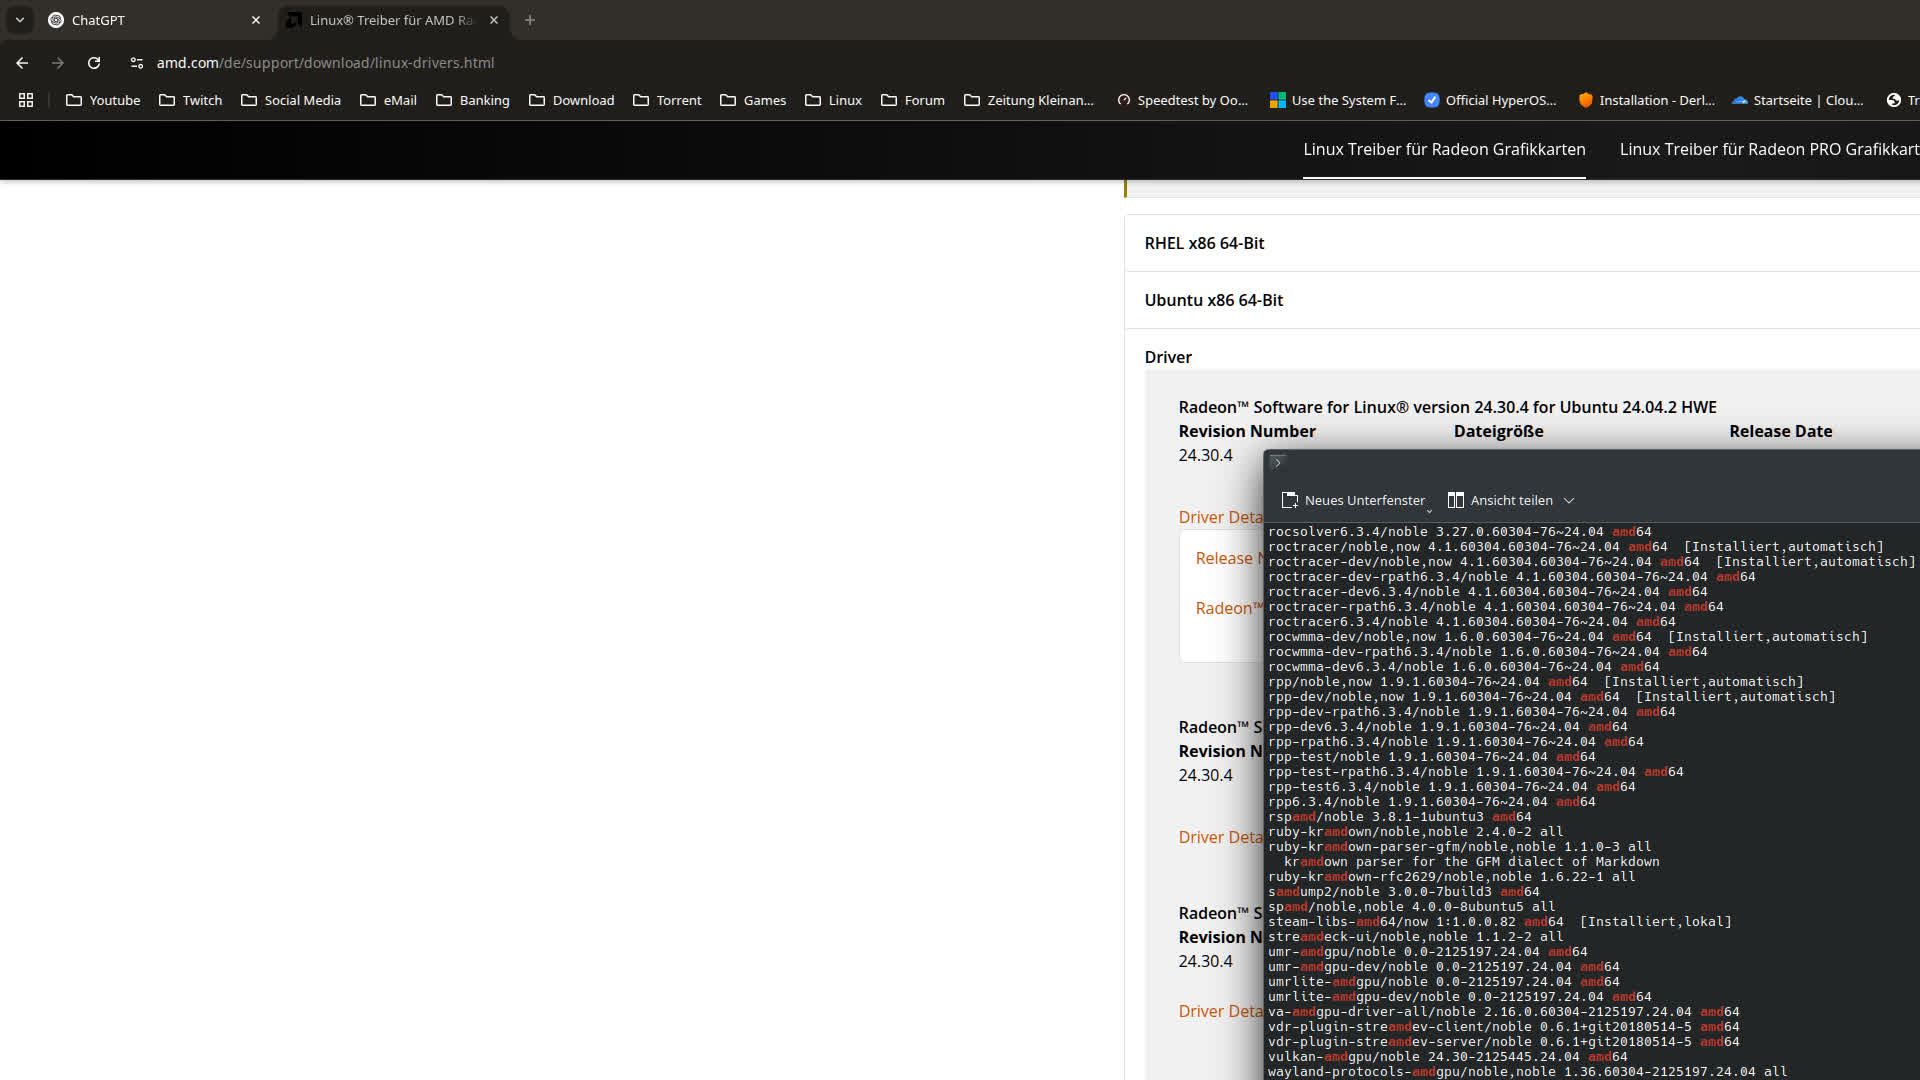 ChatGPT
Linux® Treiber für AMD Ra
amd.com/de/support/download/linux-drivers.html
Youtube
Twitch
Social Media
eMail
Banking
Download
Torrent
Games
Linux
Forum
Zeitung Kleinan...
Speedtest by Oo...
Use the System F...
Official HyperOS...
Installation - Derl...
Startseite | Clou...
Tr
Linux Treiber für Radeon Grafikkarten
Linux Treiber für Radeon PRO Grafikkart
RHEL x86 64-Bit
Ubuntu x86 64-Bit
Driver
Radeon™ Software for Linux® version 24.30.4 for Ubuntu 24.04.2 HWE
Revision Number Dateigröße Release Date
24.30.4
Driver Deta
Release N
Radeon™
Radeon™ S
Revision N
24.30.4
Driver Deta
Radeon™ S
Revision N
24.30.4
Driver Deta
Neues Unterfenster
Ansicht teilen
rocsolver6.3.4/noble 3.27.0.60304-76~24.04 amd64
roctracer/noble,now 4.1.60304.60304-76~24.04 amd64  [Installiert,automatisch]
roctracer-dev/noble,now 4.1.60304.60304-76~24.04 amd64  [Installiert,automatisch]
roctracer-dev-rpath6.3.4/noble 4.1.60304.60304-76~24.04 amd64
roctracer-dev6.3.4/noble 4.1.60304.60304-76~24.04 amd64
roctracer-rpath6.3.4/noble 4.1.60304.60304-76~24.04 amd64
roctracer6.3.4/noble 4.1.60304.60304-76~24.04 amd64
rocwmma-dev/noble,now 1.6.0.60304-76~24.04 amd64  [Installiert,automatisch]
rocwmma-dev-rpath6.3.4/noble 1.6.0.60304-76~24.04 amd64
rocwmma-dev6.3.4/noble 1.6.0.60304-76~24.04 amd64
rpp/noble,now 1.9.1.60304-76~24.04 amd64  [Installiert,automatisch]
rpp-dev/noble,now 1.9.1.60304-76~24.04 amd64  [Installiert,automatisch]
rpp-dev-rpath6.3.4/noble 1.9.1.60304-76~24.04 amd64
rpp-dev6.3.4/noble 1.9.1.60304-76~24.04 amd64
rpp-rpath6.3.4/noble 1.9.1.60304-76~24.04 amd64
rpp-test/noble 1.9.1.60304-76~24.04 amd64
rpp-test-rpath6.3.4/noble 1.9.1.60304-76~24.04 amd64
rpp-test6.3.4/noble 1.9.1.60304-76~24.04 amd64
rpp6.3.4/noble 1.9.1.60304-76~24.04 amd64
rspamd/noble 3.8.1-1ubuntu3 amd64
ruby-kramdown/noble,noble 2.4.0-2 all
ruby-kramdown-parser-gfm/noble,noble 1.1.0-3 all
kramdown parser for the GFM dialect of Markdown
ruby-kramdown-rfc2629/noble,noble 1.6.22-1 all
samdump2/noble 3.0.0-7build3 amd64
spamd/noble,noble 4.0.0-8ubuntu5 all
steam-libs-amd64/now 1:1.0.0.82 amd64  [Installiert,lokal]
streamdeck-ui/noble,noble 1.1.2-2 all
umr-amdgpu/noble 0.0-2125197.24.04 amd64
umr-amdgpu-dev/noble 0.0-2125197.24.04 amd64
umrlite-amdgpu/noble 0.0-2125197.24.04 amd64
umrlite-amdgpu-dev/noble 0.0-2125197.24.04 amd64
va-amdgpu-driver-all/noble 2.16.0.60304-2125197.24.04 amd64
vdr-plugin-streamdev-client/noble 0.6.1+git20180514-5 amd64
vdr-plugin-streamdev-server/noble 0.6.1+git20180514-5 amd64
vulkan-amdgpu/noble 24.30-2125445.24.04 amd64
wayland-protocols-amdgpu/noble,noble 1.36.60304-2125197.24.04 all